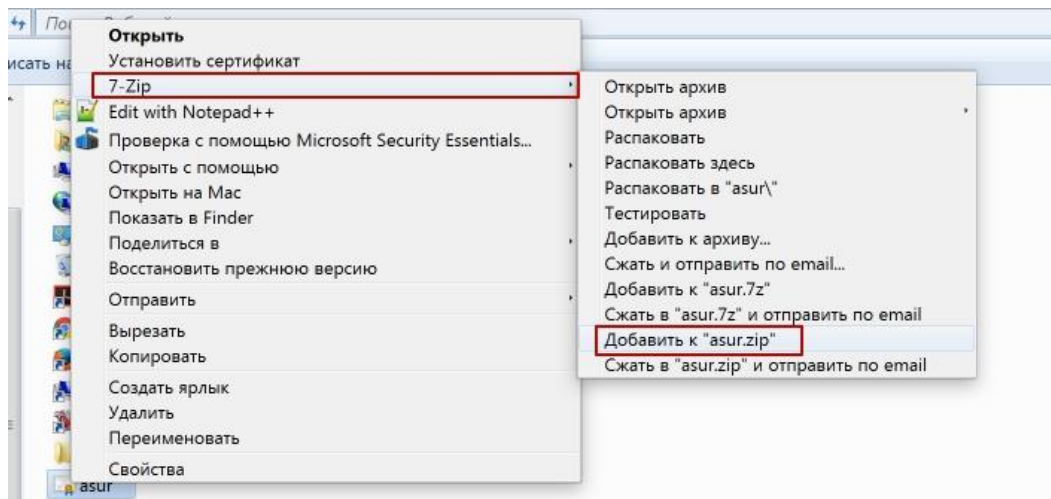 Открыть
Установить сертификат
7-Zip
Edit with Notepad++
Проверка с помощью Microsoft Security Essentials...
Открыть с помощью
Открыть на Mac
Показать в Finder
Поделиться в
Восстановить прежнюю версию
Отправить
Вырезать
Копировать
Создать ярлык
Удалить
Переименовать
Свойства
asur
Открыть архив
Открыть архив
Распаковать
Распаковать здесь
Распаковать в "asur\"
Тестировать
Добавить к архиву...
Сжать и отправить по email...
Добавить к "asur.7z"
Сжать в "asur.7z" и отправить по email
Добавить к "asur.zip"
Сжать в "asur.zip" и отправить по email